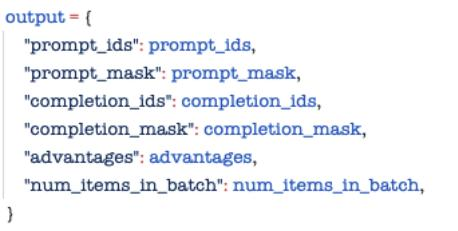 output = {
"prompt_ids": prompt_ids,
"prompt_mask": prompt_mask,
"completion_ids": completion_ids,
"completion_mask": completion_mask,
"advantages": advantages,
"num_items_in_batch": num_items_in_batch,
}